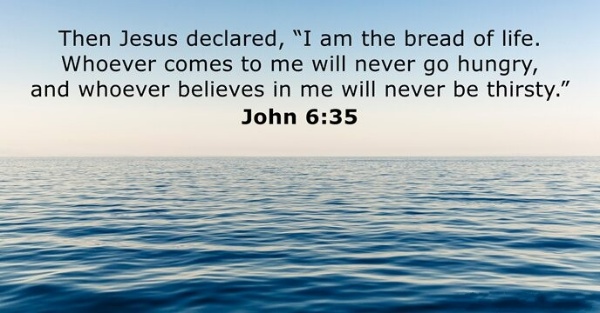 Then Jesus declared, “I am the bread of life.
Whoever comes to me will never go hungry,
and whoever believes in me will never be thirsty.”
John 6:35